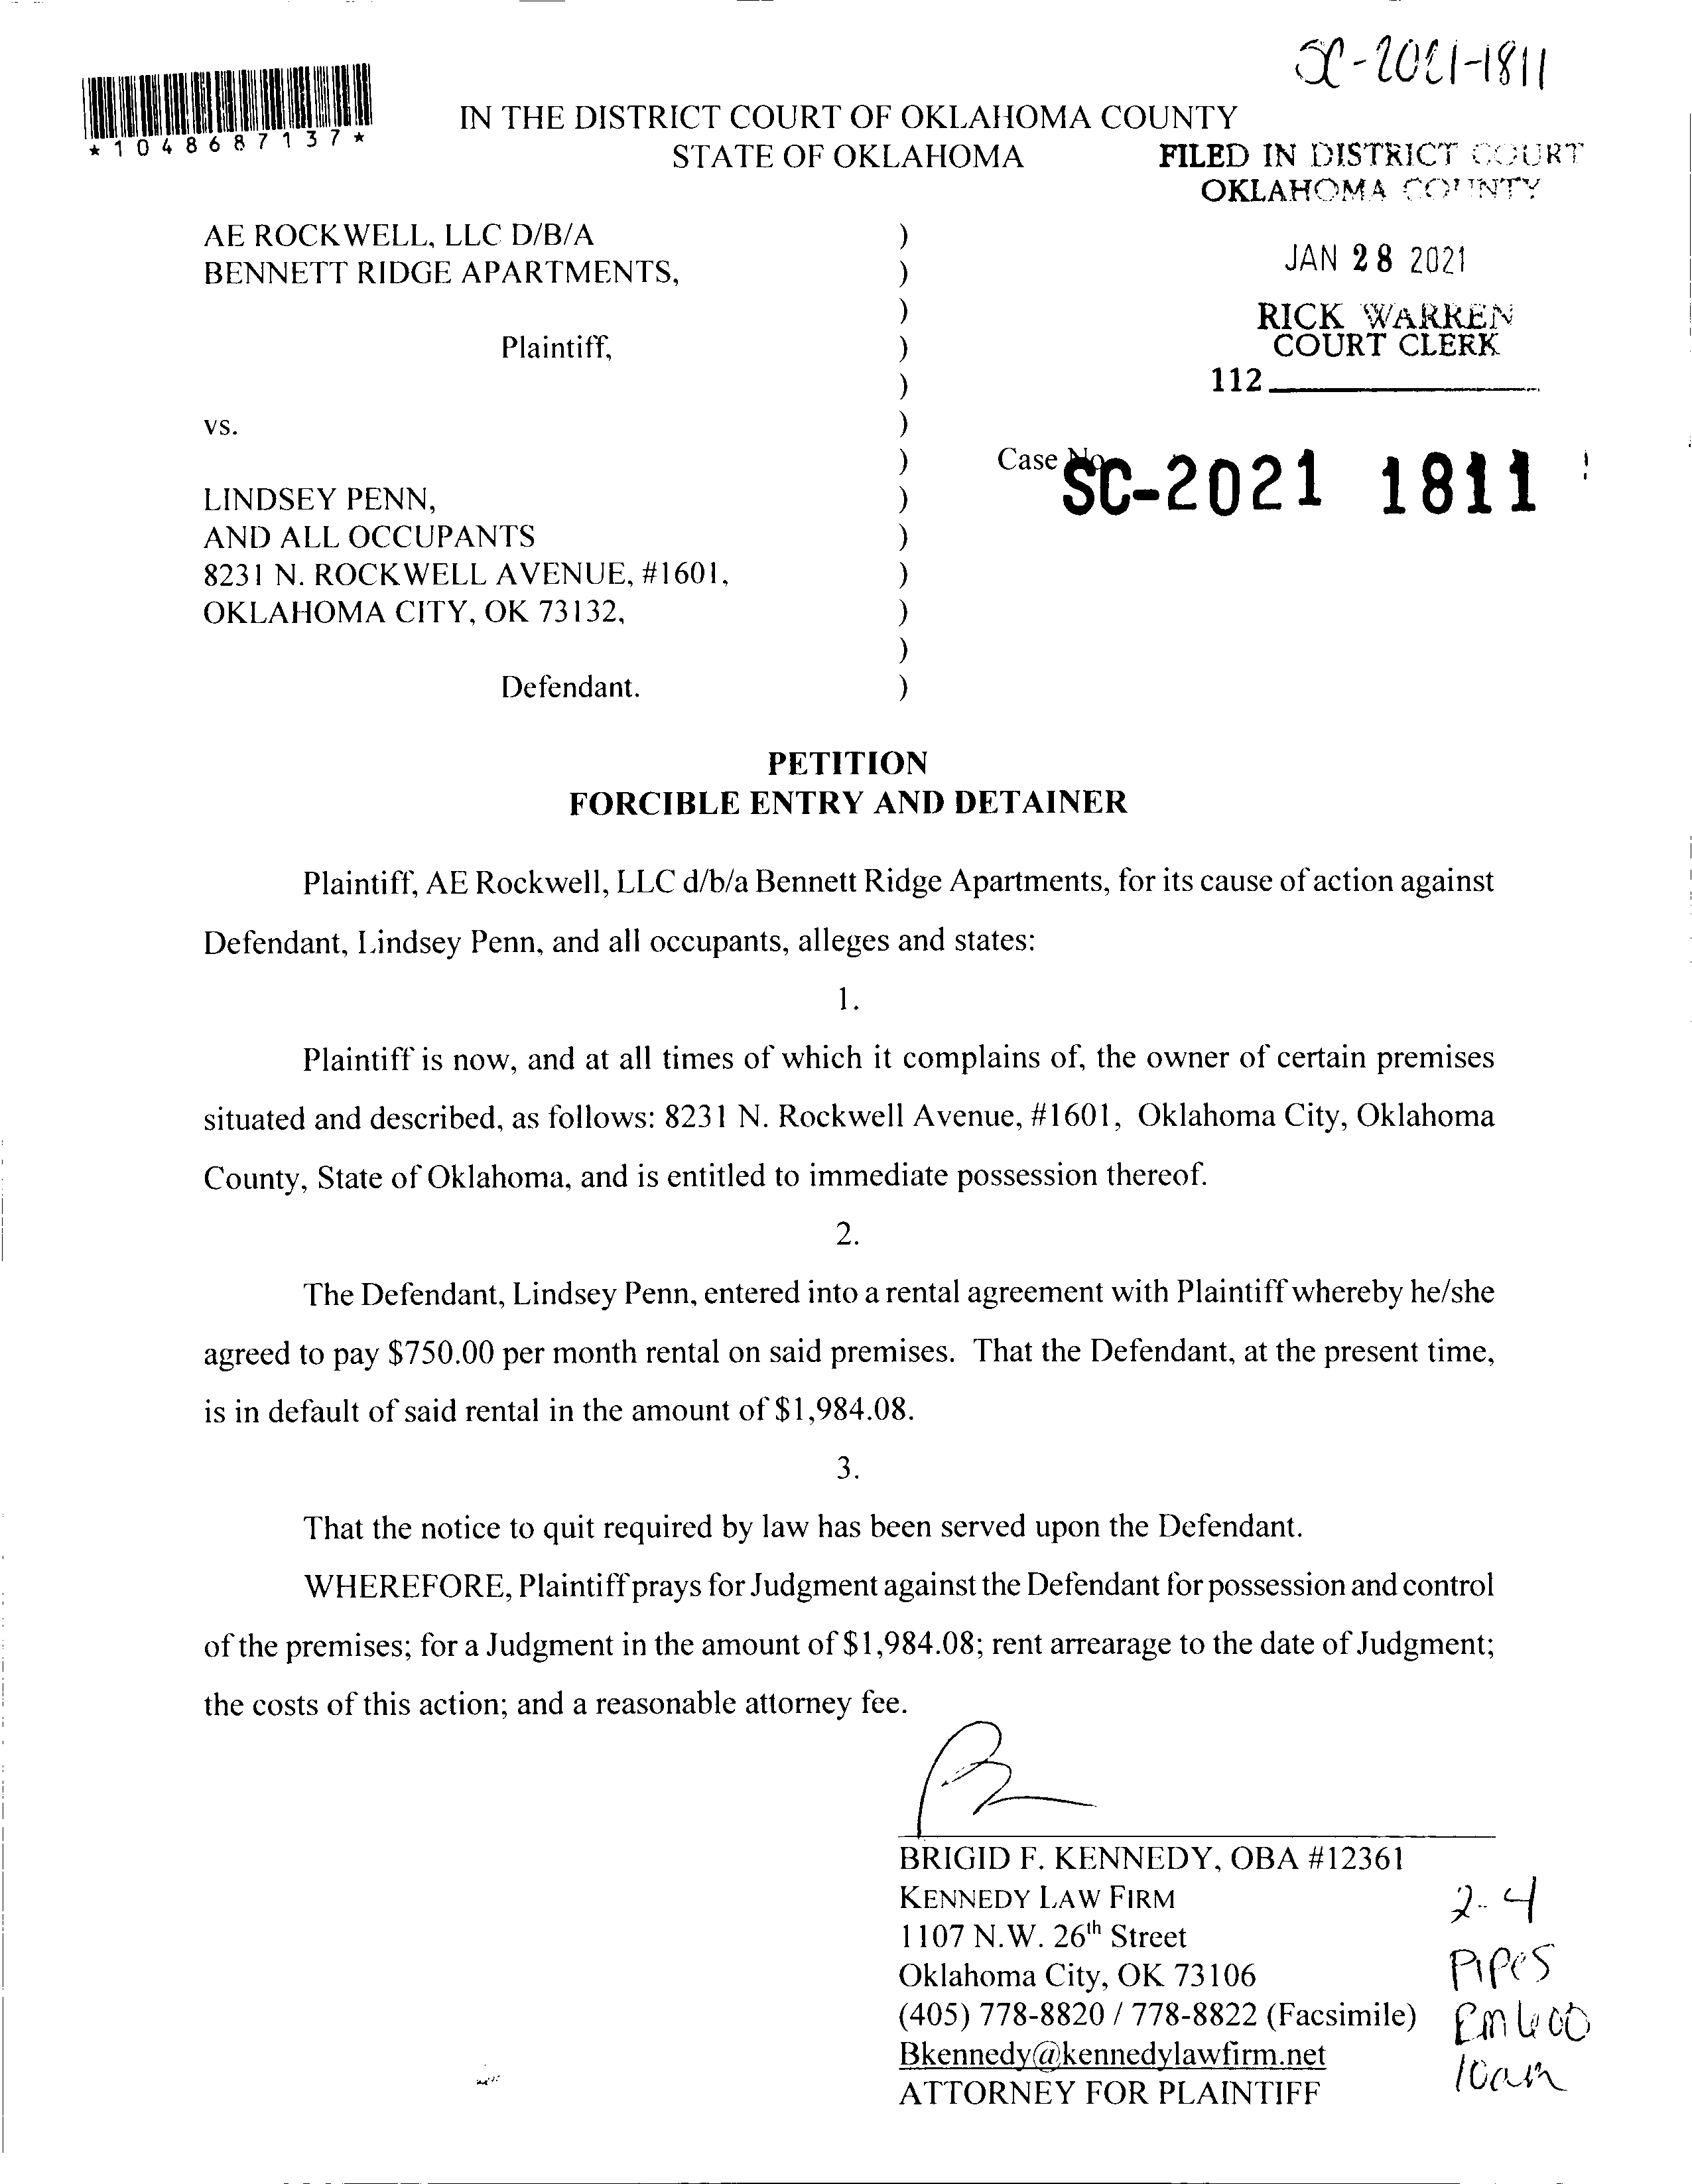 SC-2021-1811
*1048687137*
IN THE DISTRICT COURT OF OKLAHOMA COUNTY
STATE OF OKLAHOMA
FILED IN DISTRICT COURT
OKLAHOMA COUNTY
JAN 28 2021
RICK WARREN
COURT CLERK
112
AE ROCKWELL, LLC D/B/A )
BENNETT RIDGE APARTMENTS, )
)
Plaintiff, )
)
vs. )
) Case No.
SC-2021 1811
LINDSEY PENN, )
AND ALL OCCUPANTS )
8231 N. ROCKWELL AVENUE, #1601, )
OKLAHOMA CITY, OK 73132, )
)
Defendant. )
PETITION
FORCIBLE ENTRY AND DETAINER
Plaintiff, AE Rockwell, LLC d/b/a Bennett Ridge Apartments, for its cause of action against
Defendant, Lindsey Penn, and all occupants, alleges and states:
1.
Plaintiff is now, and at all times of which it complains of, the owner of certain premises
situated and described, as follows: 8231 N. Rockwell Avenue, #1601, Oklahoma City, Oklahoma
County, State of Oklahoma, and is entitled to immediate possession thereof.
2.
The Defendant, Lindsey Penn, entered into a rental agreement with Plaintiff whereby he/she
agreed to pay $750.00 per month rental on said premises. That the Defendant, at the present time,
is in default of said rental in the amount of $1,984.08.
3.
That the notice to quit required by law has been served upon the Defendant.
WHEREFORE, Plaintiff prays for Judgment against the Defendant for possession and control
of the premises; for a Judgment in the amount of $1,984.08; rent arrearage to the date of Judgment;
the costs of this action; and a reasonable attorney fee.
BRIGID F. KENNEDY, OBA #12361
KENNEDY LAW FIRM
1107 N.W. 26th Street
Oklahoma City, OK 73106
(405) 778-8820 / 778-8822 (Facsimile)
Bkennedy@kennedylawfirm.net
ATTORNEY FOR PLAINTIFF
2-4
Pipes
10am